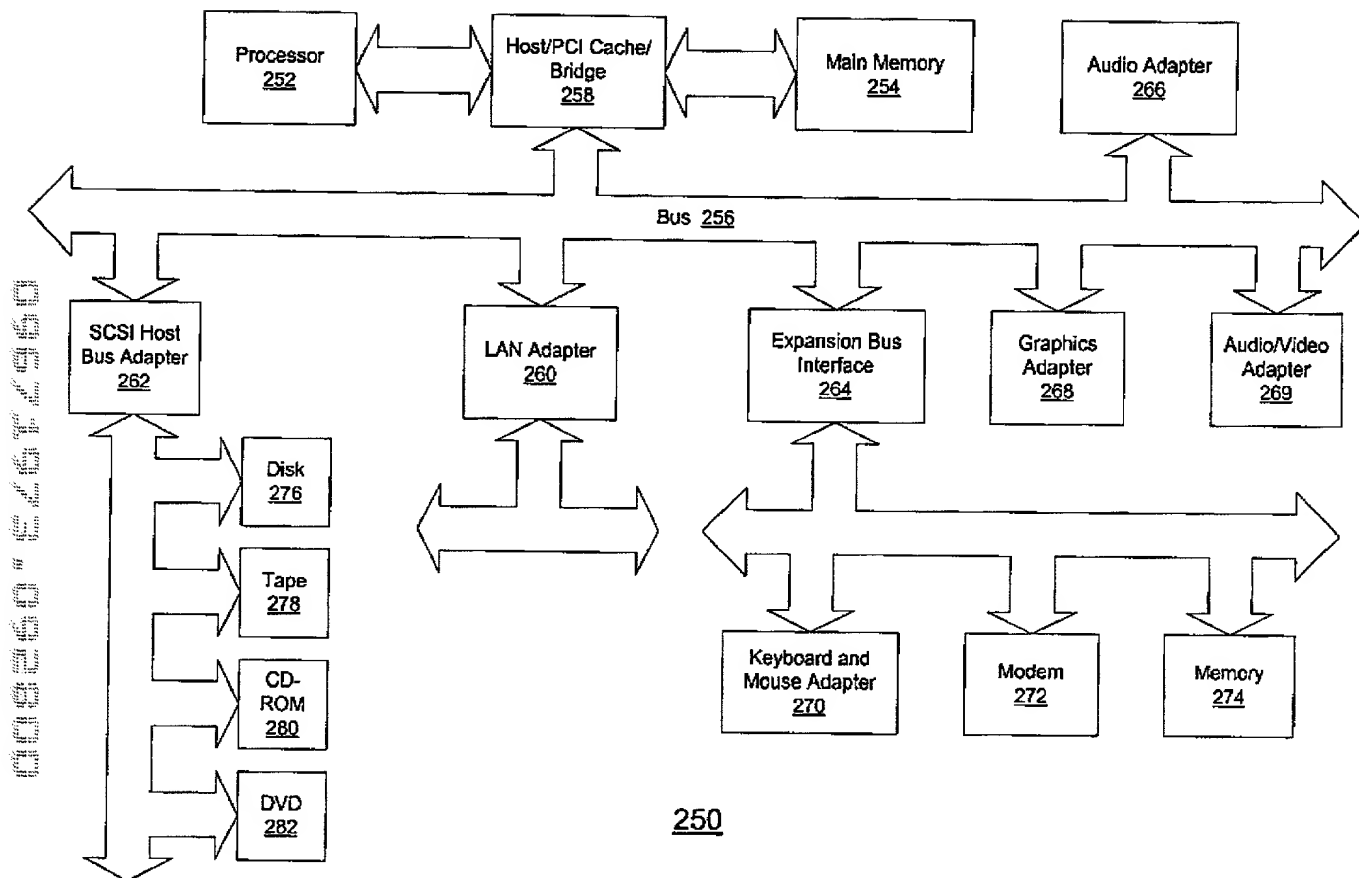 Processor
252
Host/PCI Cache/
Bridge
258
Main Memory
254
Audio Adapter
266
Bus 256
SCSI Host
Bus Adapter
262
LAN Adapter
260
Expansion Bus
Interface
264
Graphics
Adapter
268
Audio/Video
Adapter
269
Disk
276
Tape
278
CD-
ROM
280
DVD
282
Keyboard and
Mouse Adapter
270
Modem
272
Memory
274
250